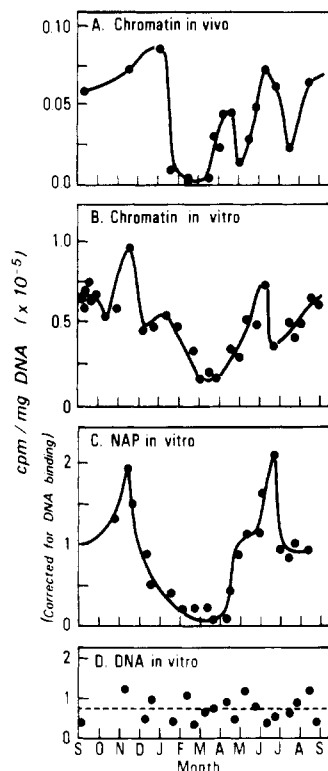 A. Chromatin in vivo
0.10
0.05
0.0
B. Chromatin in vitro
1.0
0.5
0
cpm/mg DNA (x 10⁻⁵)
(Corrected for DNA binding)
C. NAP in vitro
2
1
0
D. DNA in vitro
2
1
0
S O N D J F M A M J J A S
Month